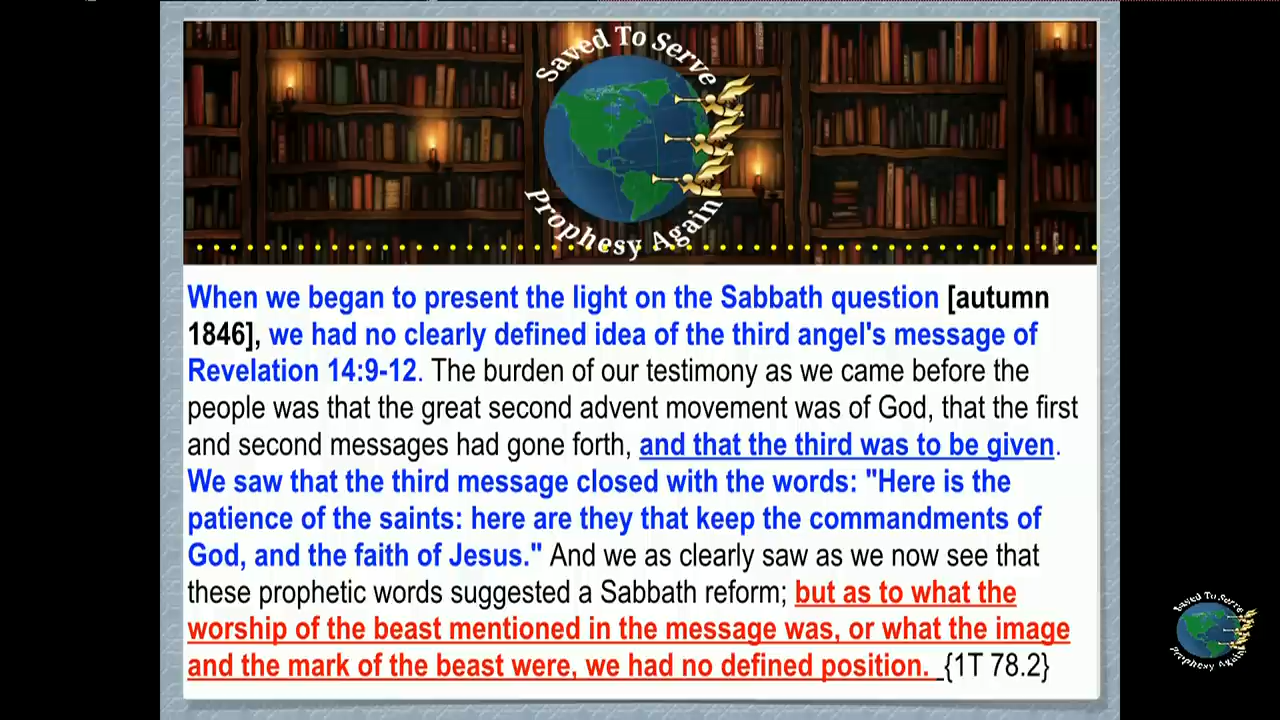 Saved To Serve
Prophesy Again
When we began to present the light on the Sabbath question [autumn
1846], we had no clearly defined idea of the third angel's message of
Revelation 14:9-12. The burden of our testimony as we came before the
people was that the great second advent movement was of God, that the first
and second messages had gone forth, and that the third was to be given.
We saw that the third message closed with the words: "Here is the
patience of the saints: here are they that keep the commandments of
God, and the faith of Jesus." And we as clearly saw as we now see that
these prophetic words suggested a Sabbath reform; but as to what the
worship of the beast mentioned in the message was, or what the image
and the mark of the beast were, we had no defined position. {1T 78.2}
Saved To Serve
Prophesy Again